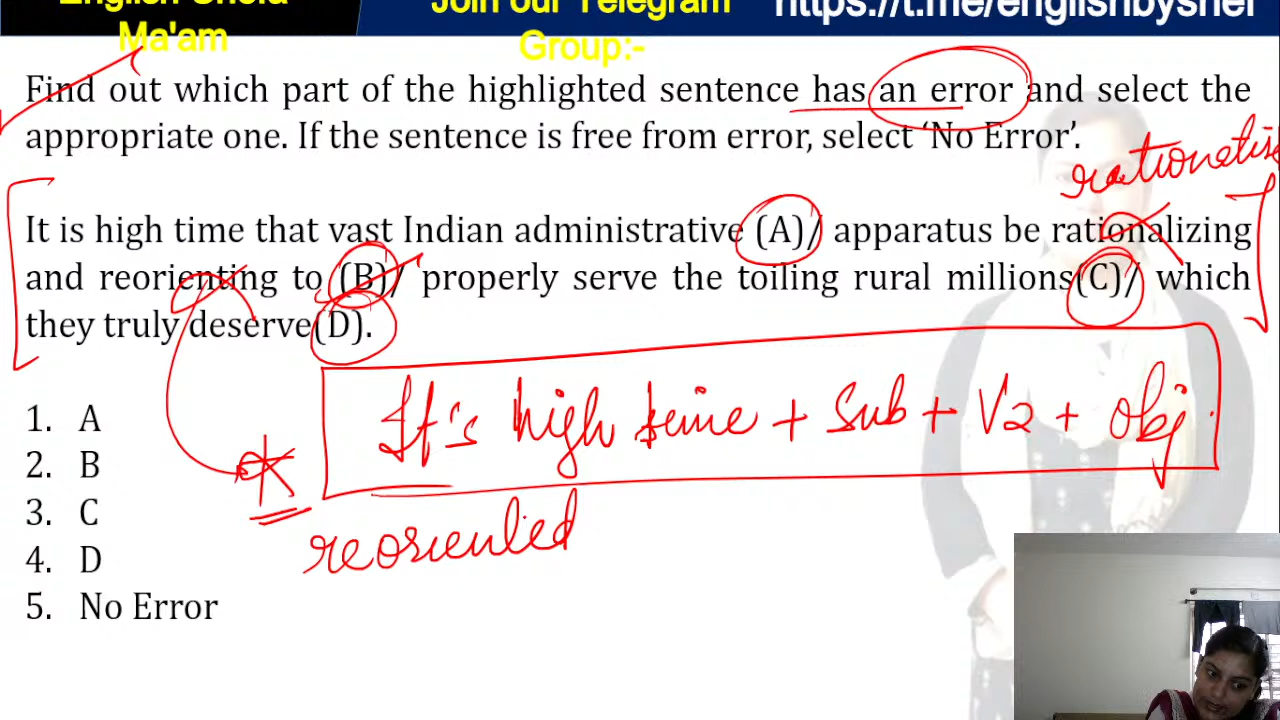 English Shola Join our Telegram https://t.me/englishbyshel
Ma'am Group:-
Find out which part of the highlighted sentence has an error and select the
appropriate one. If the sentence is free from error, select 'No Error'.
rationalize
It is high time that vast Indian administrative (A)/ apparatus be rationalizing
and reorienting to (B)/ properly serve the toiling rural millions(C)/ which
they truly deserve(D).
1. A
It's high time + Sub + V2 + Obj.
2. B
3. C
reoriented
4. D
5. No Error